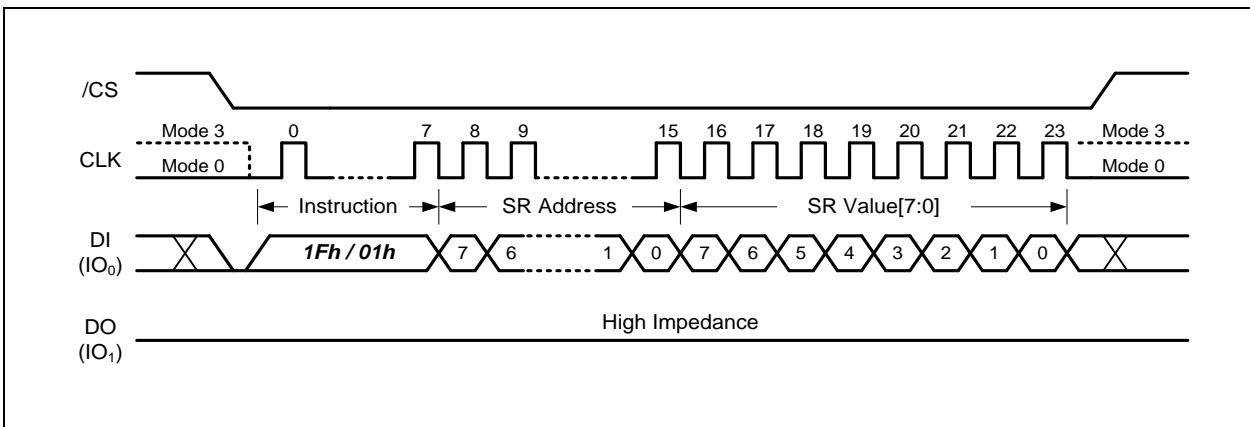 /CS
Mode 3 0 7 8 9 15 16 17 18 19 20 21 22 23 Mode 3
CLK
Mode 0 Mode 0
Instruction SR Address SR Value[7:0]
DI
(IO₀)
1Fh / 01h 7 6 1 0 7 6 5 4 3 2 1 0
DO
(IO₁)
High Impedance